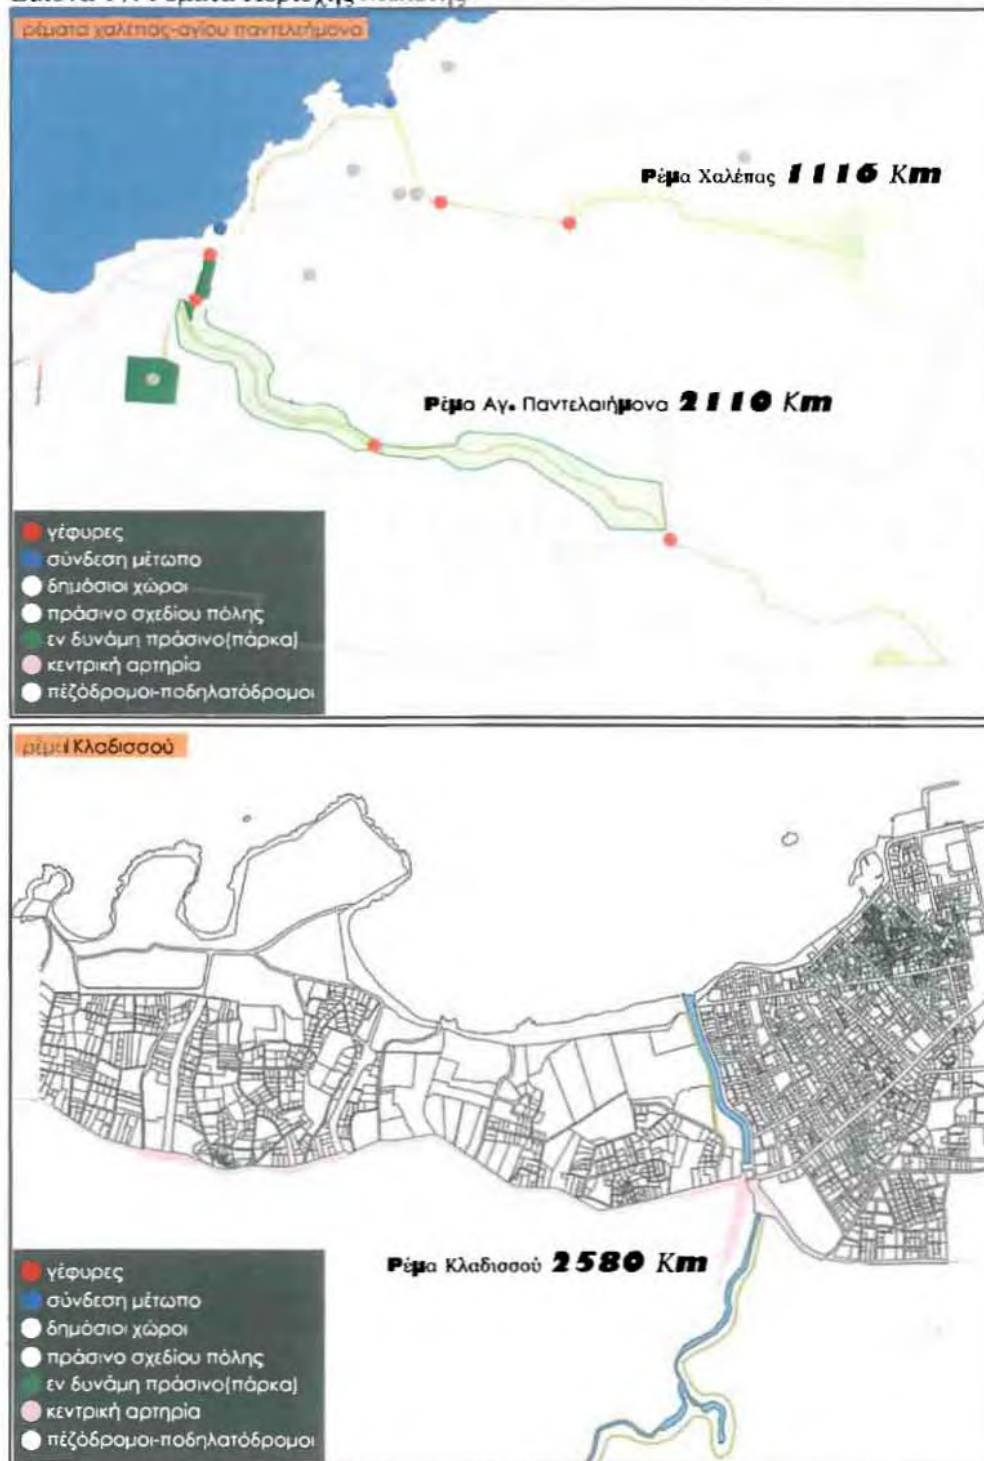 ρέματα χαλέπας-αγίου παντελεήμονα
Ρέμα Χαλέπας 1116 Km
Ρέμα Αγ. Παντελαιήμονα 2110 Km
γέφυρες
σύνδεση μέτωπο
δημόσιοι χώροι
πράσινο σχεδίου πόλης
εν δυνάμη πράσινο(πάρκα)
κεντρική αρτηρία
πέζόδρομοι-ποδηλατόδρομοι
Κλαδισσού
Ρέμα Κλαδισσού 2580 Km
γέφυρες
σύνδεση μέτωπο
δημόσιοι χώροι
πράσινο σχεδίου πόλης
εν δυνάμη πράσινο(πάρκα)
κεντρική αρτηρία
πέζόδρομοι-ποδηλατόδρομοι